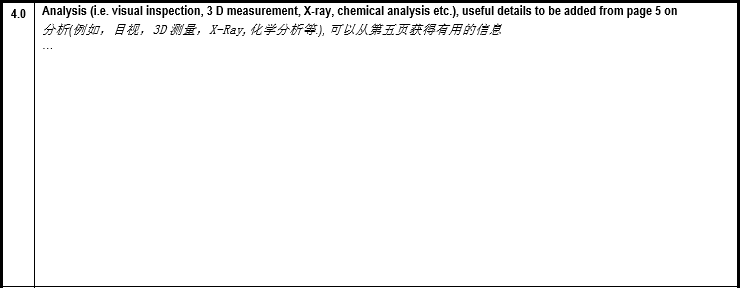 4.0 Analysis (i.e. visual inspection, 3 D measurement, X-ray, chemical analysis etc.), useful details to be added from page 5 on
分析(例如，目视，3D 测量，X-Ray,化学分析等.), 可以从第五页获得有用的信息
...